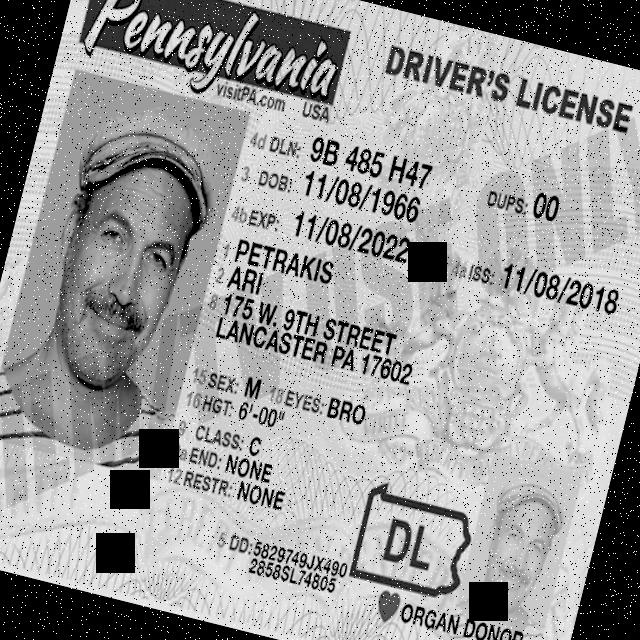 Pennsylvania
visitPA.com USA
DRIVER'S LICENSE
4d DLN: 9B 485 H47
3 DOB: 11/08/1966
DUPS: 00
4b EXP: 11/08/2022
4a ISS: 11/08/2018
1 PETRAKIS
2 ARI
8 175 W. 9TH STREET
LANCASTER PA 17602
15 SEX: M 18 EYES: BRO
16 HGT: 6'-00"
9 CLASS: C
9a END: NONE
12 RESTR: NONE
5 DD: 5829749JX490
2858SL74805
DL
ORGAN DONOR